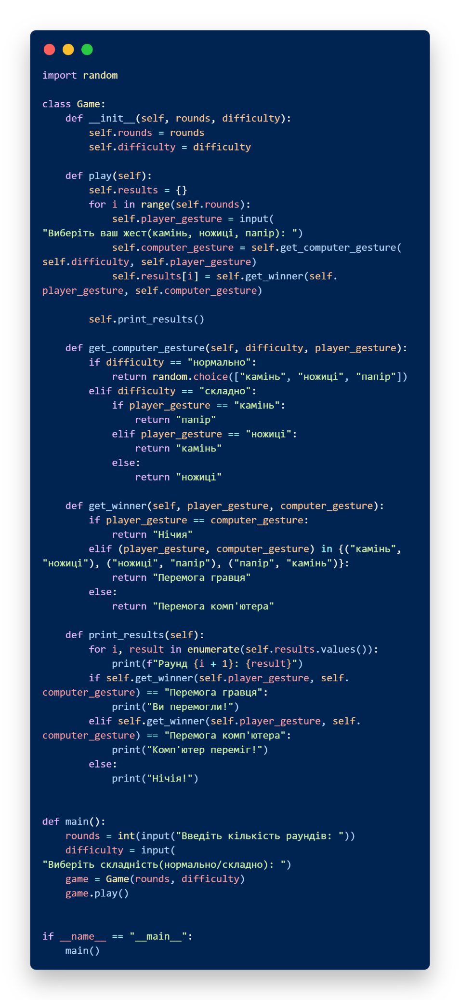 import random
class Game:
    def __init__(self, rounds, difficulty):
        self.rounds = rounds
        self.difficulty = difficulty
    def play(self):
        self.results = {}
        for i in range(self.rounds):
            self.player_gesture = input(
"Виберіть ваш жест(камінь, ножиці, папір): ")
            self.computer_gesture = self.get_computer_gesture(
self.difficulty, self.player_gesture)
            self.results[i] = self.get_winner(self.
player_gesture, self.computer_gesture)
        self.print_results()
    def get_computer_gesture(self, difficulty, player_gesture):
        if difficulty == "нормально":
            return random.choice(["камінь", "ножиці", "папір"])
        elif difficulty == "складно":
            if player_gesture == "камінь":
                return "папір"
            elif player_gesture == "ножиці":
                return "камінь"
            else:
                return "ножиці"
    def get_winner(self, player_gesture, computer_gesture):
        if player_gesture == computer_gesture:
            return "Нічия"
        elif (player_gesture, computer_gesture) in {("камінь",
"ножиці"), ("ножиці", "папір"), ("папір", "камінь")}:
            return "Перемога гравця"
        else:
            return "Перемога комп'ютера"
    def print_results(self):
        for i, result in enumerate(self.results.values()):
            print(f"Раунд {i + 1}: {result}")
        if self.get_winner(self.player_gesture, self.
computer_gesture) == "Перемога гравця":
            print("Ви перемогли!")
        elif self.get_winner(self.player_gesture, self.
computer_gesture) == "Перемога комп'ютера":
            print("Комп'ютер переміг!")
        else:
            print("Нічія!")
def main():
    rounds = int(input("Введіть кількість раундів: "))
    difficulty = input(
"Виберіть складність(нормально/складно): ")
    game = Game(rounds, difficulty)
    game.play()
if __name__ == "__main__":
    main()